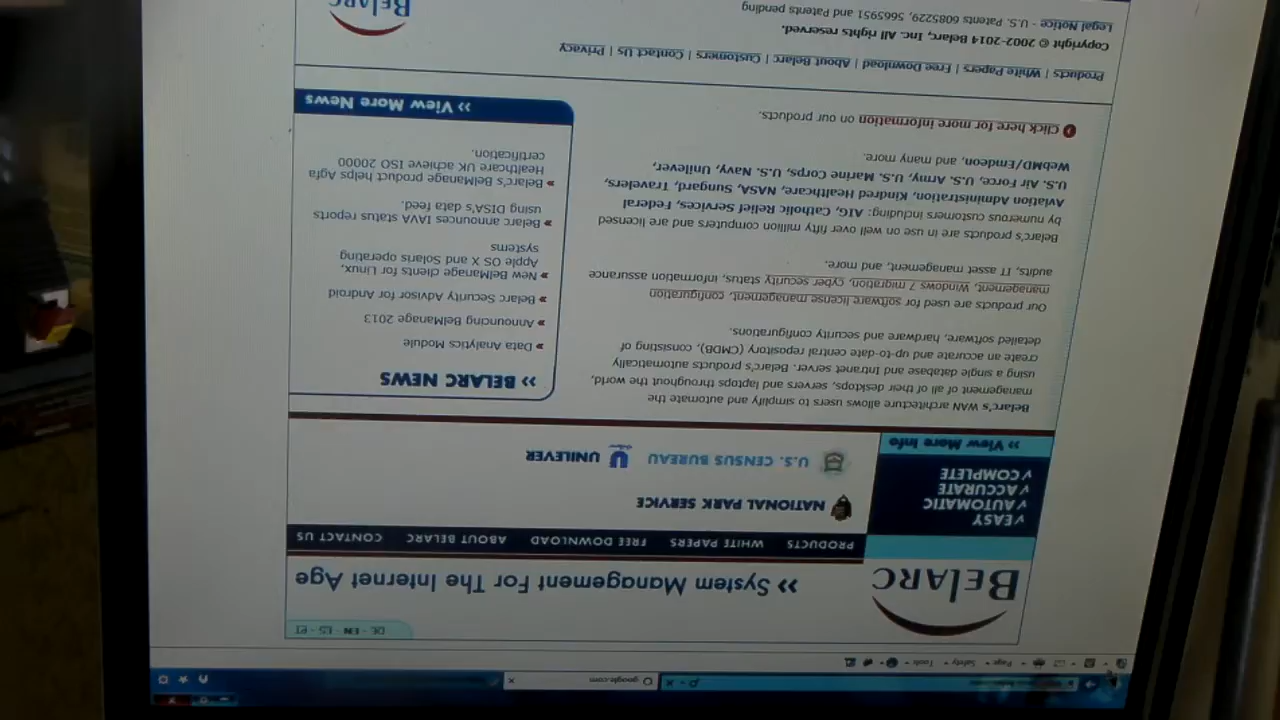 google.com
Page
Safety
Tools
DE - EN - ES - PT
BELARC
» System Management For The Internet Age
PRODUCTS WHITE PAPERS FREE DOWNLOAD ABOUT BELARC CONTACT US
√ EASY
√ AUTOMATIC
√ ACCURATE
√ COMPLETE
» View More Info
NATIONAL PARK SERVICE
U.S. CENSUS BUREAU
UNILEVER
Belarc's WAN architecture allows users to simplify and automate the
management of all of their desktops, servers and laptops throughout the world,
using a single database and Intranet server. Belarc's products automatically
create an accurate and up-to-date central repository (CMDB), consisting of
detailed software, hardware and security configurations.
Our products are used for software license management, configuration
management, Windows 7 migration, cyber security status, information assurance
audits, IT asset management, and more.
Belarc's products are in use on well over fifty million computers and are licensed
by numerous customers including: AIG, Catholic Relief Services, Federal
Aviation Administration, Kindred Healthcare, NASA, Sungard, Travelers,
U.S. Air Force, U.S. Army, U.S. Marine Corps, U.S. Navy, Unilever,
WebMD/Emdeon, and many more.
Click here for more information on our products.
» BELARC NEWS
» Data Analytics Module
» Announcing BelManage 2013
» Belarc Security Advisor for Android
» New BelManage clients for Linux,
Apple OS X and Solaris operating
systems
» Belarc announces IAVA status reports
using DISA's data feed.
» Belarc's BelManage product helps Agfa
Healthcare UK achieve ISO 20000
certification.
» View More News
Products | White Papers | Free Download | About Belarc | Customers | Contact Us | Privacy
Copyright © 2002-2014 Belarc, Inc. All rights reserved.
Legal Notice - U.S. Patents 6085229, 5665951 and Patents pending
BELARC